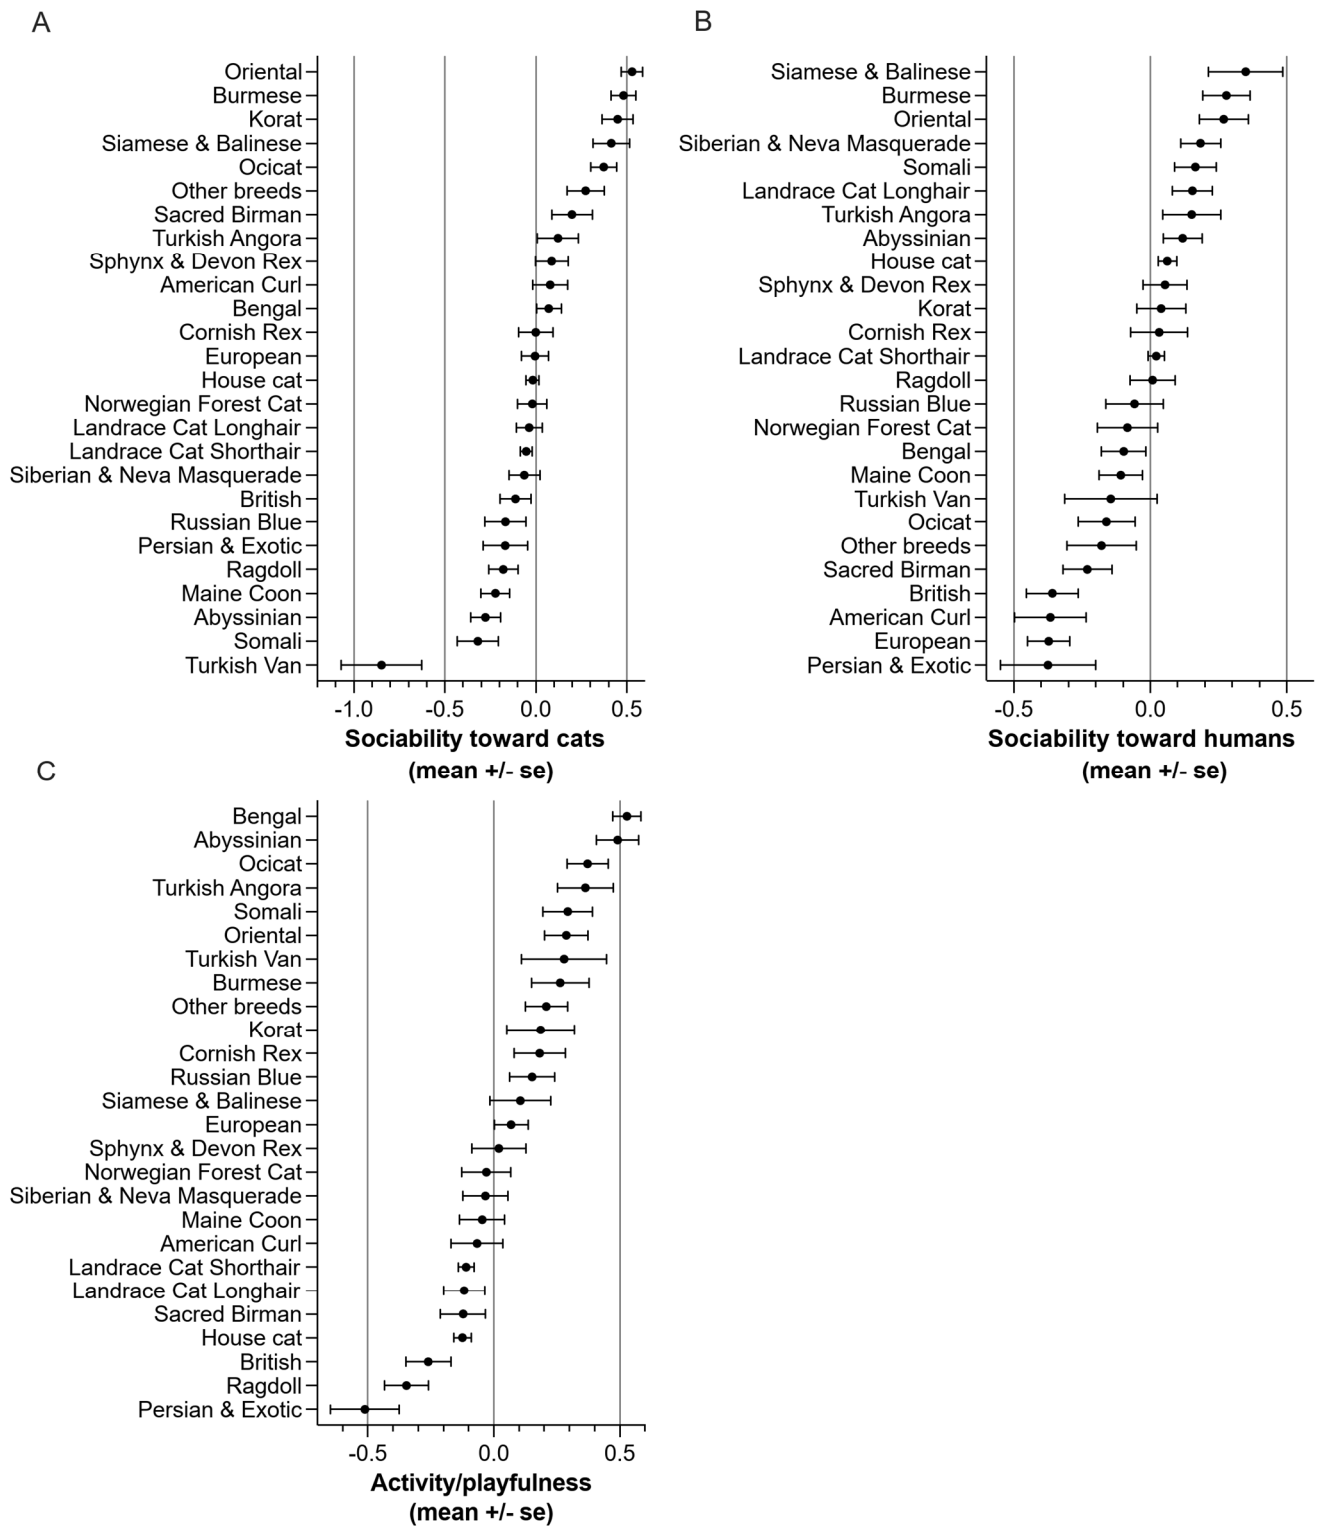 A
Oriental
Burmese
Korat
Siamese & Balinese
Ocicat
Other breeds
Sacred Birman
Turkish Angora
Sphynx & Devon Rex
American Curl
Bengal
Cornish Rex
European
House cat
Norwegian Forest Cat
Landrace Cat Longhair
Landrace Cat Shorthair
Siberian & Neva Masquerade
British
Russian Blue
Persian & Exotic
Ragdoll
Maine Coon
Abyssinian
Somali
Turkish Van
-1.0 -0.5 0.0 0.5
Sociability toward cats
(mean +/- se)
B
Siamese & Balinese
Burmese
Oriental
Siberian & Neva Masquerade
Somali
Landrace Cat Longhair
Turkish Angora
Abyssinian
House cat
Sphynx & Devon Rex
Korat
Cornish Rex
Landrace Cat Shorthair
Ragdoll
Russian Blue
Norwegian Forest Cat
Bengal
Maine Coon
Turkish Van
Ocicat
Other breeds
Sacred Birman
British
American Curl
European
Persian & Exotic
-0.5 0.0 0.5
Sociability toward humans
(mean +/- se)
C
Bengal
Abyssinian
Ocicat
Turkish Angora
Somali
Oriental
Turkish Van
Burmese
Other breeds
Korat
Cornish Rex
Russian Blue
Siamese & Balinese
European
Sphynx & Devon Rex
Norwegian Forest Cat
Siberian & Neva Masquerade
Maine Coon
American Curl
Landrace Cat Shorthair
Landrace Cat Longhair
Sacred Birman
House cat
British
Ragdoll
Persian & Exotic
-0.5 0.0 0.5
Activity/playfulness
(mean +/- se)